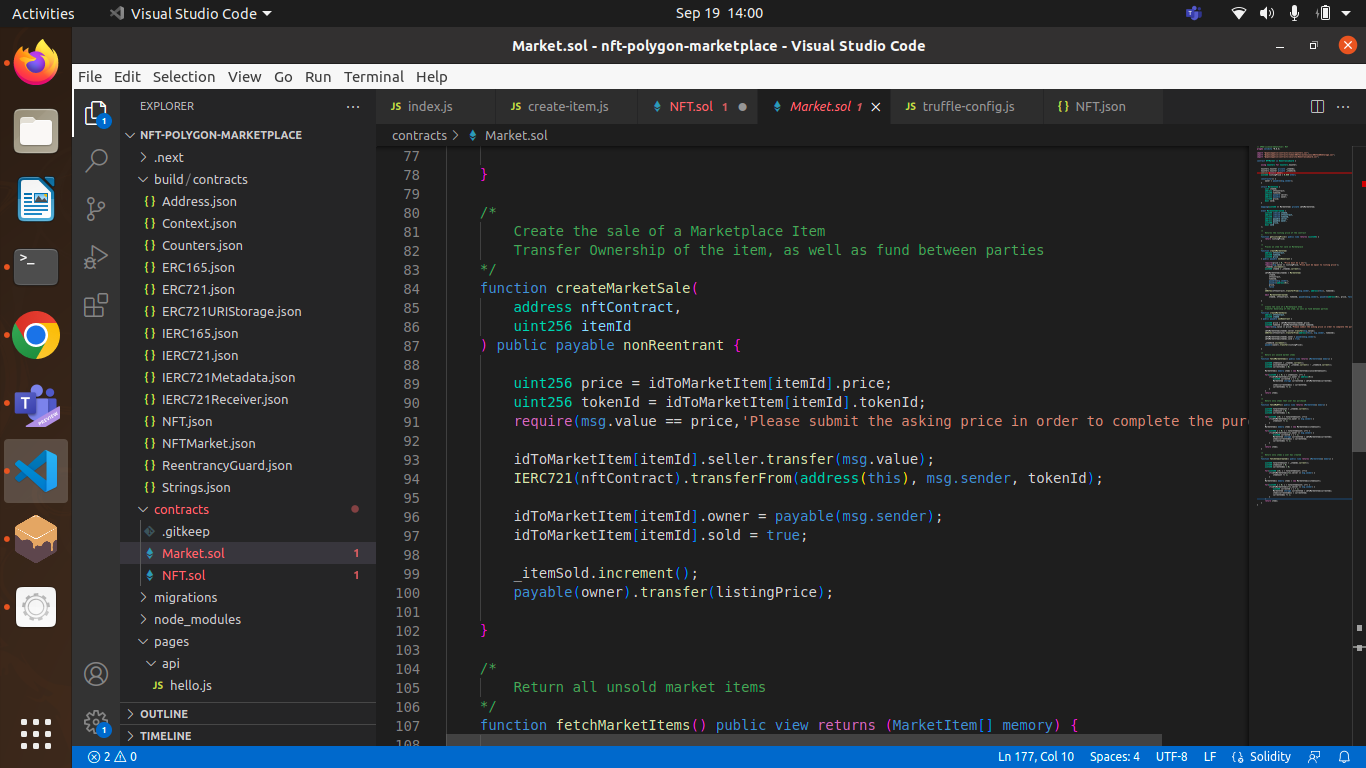 Activities
Visual Studio Code
Sep 19 14:00
Market.sol - nft-polygon-marketplace - Visual Studio Code
File Edit Selection View Go Run Terminal Help
EXPLORER
NFT-POLYGON-MARKETPLACE
.next
build / contracts
{} Address.json
{} Context.json
{} Counters.json
{} ERC165.json
{} ERC721.json
{} ERC721URIStorage.json
{} IERC165.json
{} IERC721.json
{} IERC721Metadata.json
{} IERC721Receiver.json
{} NFT.json
{} NFTMarket.json
{} ReentrancyGuard.json
{} Strings.json
contracts
.gitkeep
Market.sol 1
NFT.sol 1
migrations
node_modules
pages
api
JS hello.js
OUTLINE
TIMELINE
1
1
JS index.js
JS create-item.js
NFT.sol 1
Market.sol 1
JS truffle-config.js
{} NFT.json
contracts > Market.sol
77
78 }
79
80 /*
81 Create the sale of a Marketplace Item
82 Transfer Ownership of the item, as well as fund between parties
83 */
84 function createMarketSale(
85 address nftContract,
86 uint256 itemId
87 ) public payable nonReentrant {
88
89 uint256 price = idToMarketItem[itemId].price;
90 uint256 tokenId = idToMarketItem[itemId].tokenId;
91 require(msg.value == price,'Please submit the asking price in order to complete the pur
92
93 idToMarketItem[itemId].seller.transfer(msg.value);
94 IERC721(nftContract).transferFrom(address(this), msg.sender, tokenId);
95
96 idToMarketItem[itemId].owner = payable(msg.sender);
97 idToMarketItem[itemId].sold = true;
98
99 _itemSold.increment();
100 payable(owner).transfer(listingPrice);
101
102 }
103
104 /*
105 Return all unsold market items
106 */
107 function fetchMarketItems() public view returns (MarketItem[] memory) {
108
2 0
Ln 177, Col 10
Spaces: 4
UTF-8
LF
Solidity